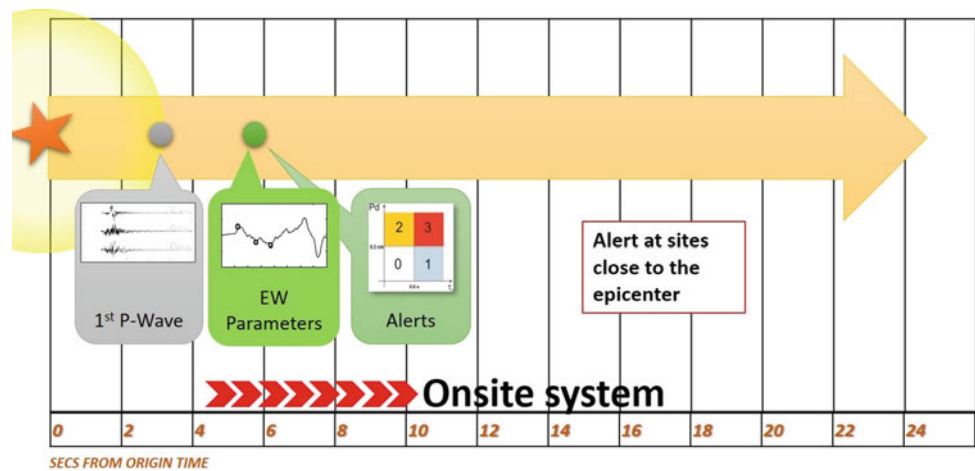 Pd
2 3
0 1
1st P-Wave
EW
Parameters
Alerts
Alert at sites
close to the
epicenter
Onsite system
0 2 4 6 8 10 12 14 16 18 20 22 24
SECS FROM ORIGIN TIME